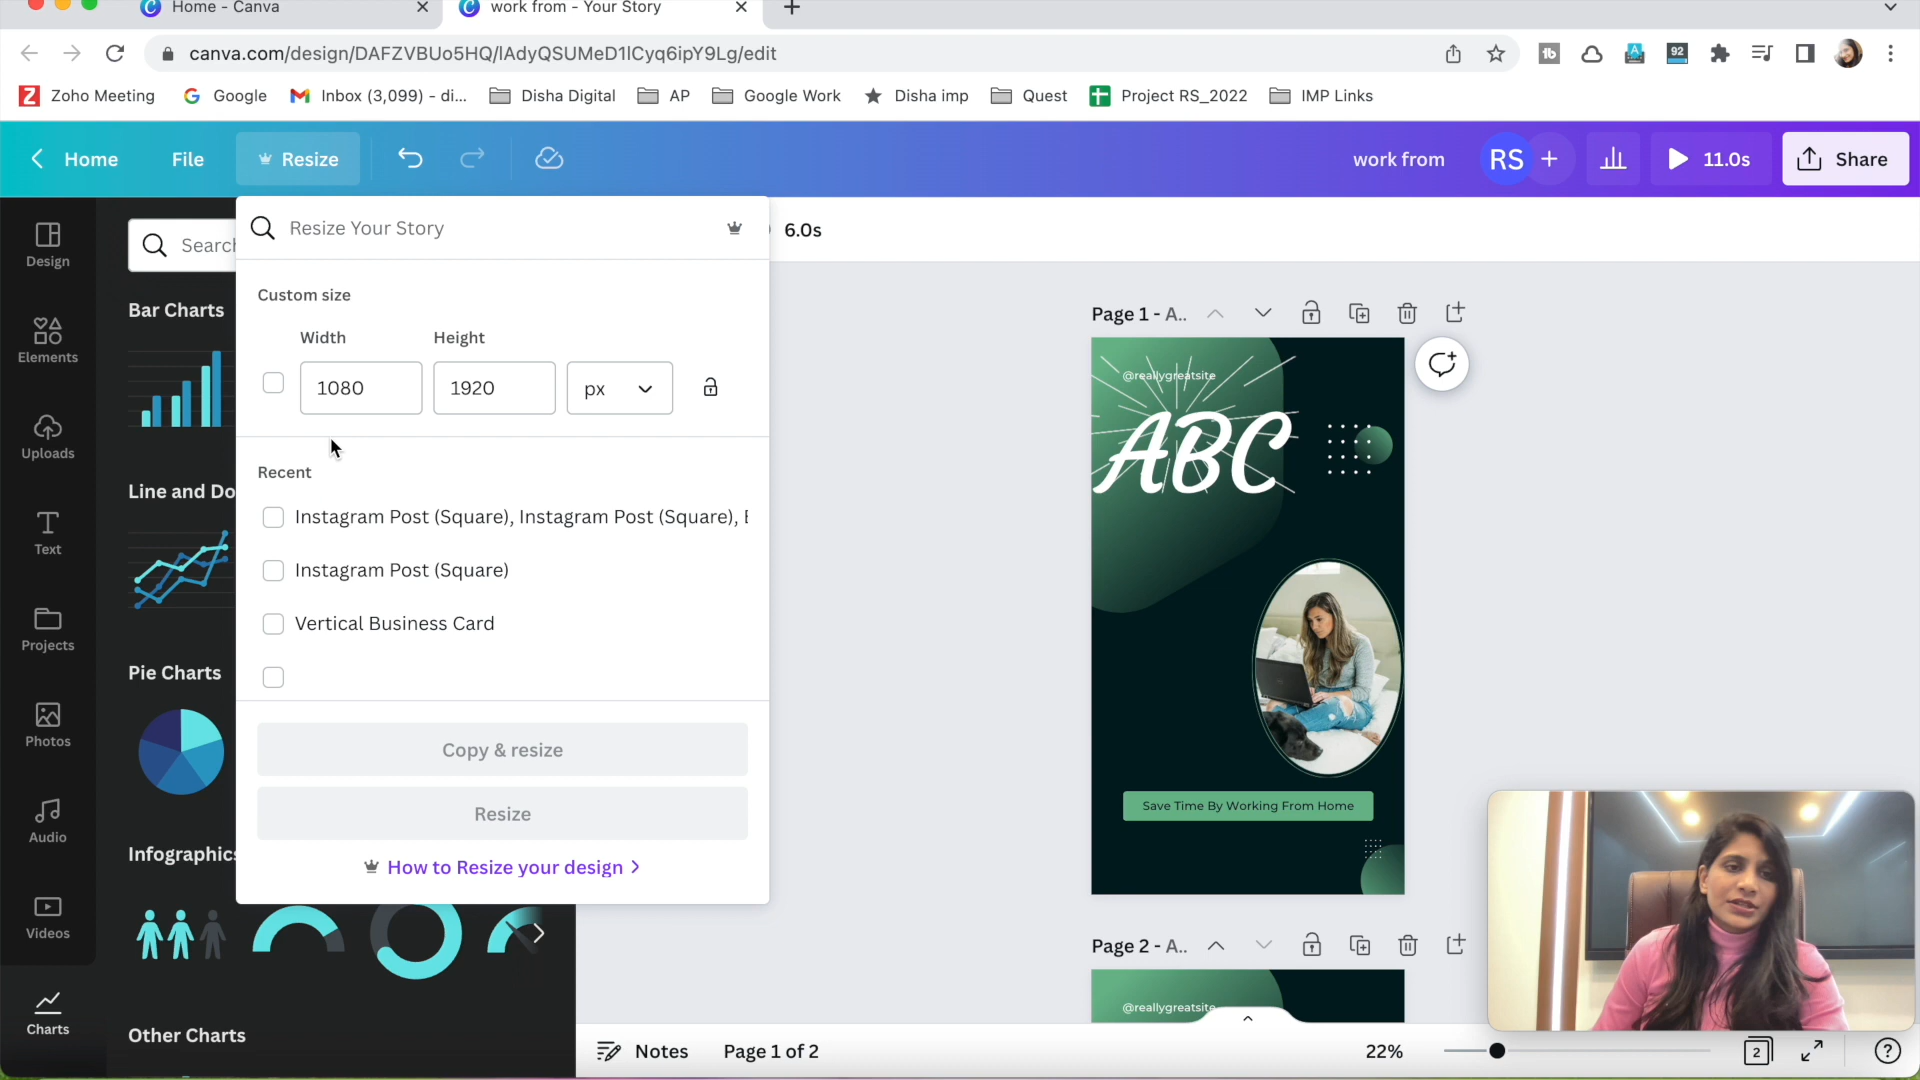 Home - Canva
work from - Your Story
canva.com/design/DAFZVBUo5HQ/lAdyQSUMeD1lCyq6ipY9Lg/edit
92
Zoho Meeting
Google
Inbox (3,099) - di...
Disha Digital
AP
Google Work
Disha imp
Quest
Project RS_2022
IMP Links
Home
File
Resize
work from
RS
11.0s
Share
Design
Elements
Uploads
Text
Projects
Photos
Audio
Videos
Charts
Search
Bar Charts
Line and Do
Pie Charts
Infographics
Other Charts
Resize Your Story
Custom size
Width
Height
1080
1920
px
Recent
Instagram Post (Square), Instagram Post (Square),
Instagram Post (Square)
Vertical Business Card
Copy & resize
Resize
How to Resize your design
6.0s
Page 1 - A..
@reallygreatsite
ABC
Save Time By Working From Home
Page 2 - A..
@reallygreatsite
Notes
Page 1 of 2
22%
2